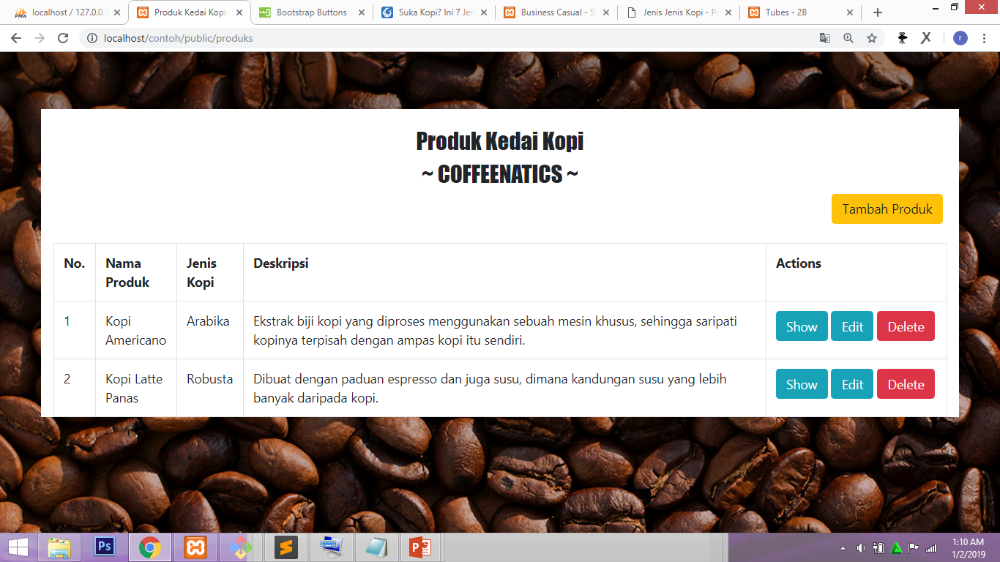 localhost / 127.0.0.1
Produk Kedai Kopi
Bootstrap Buttons
Suka Kopi? Ini 7 Jen
Business Casual - S
Jenis Jenis Kopi - P
Tubes - 2B
localhost/contoh/public/produks
r
Produk Kedai Kopi
~ COFFEENATICS ~
Tambah Produk
No.
Nama
Produk
Jenis
Kopi
Deskripsi
Actions
1
Kopi
Americano
Arabika
Ekstrak biji kopi yang diproses menggunakan sebuah mesin khusus, sehingga saripati
kopinya terpisah dengan ampas kopi itu sendiri.
Show
Edit
Delete
2
Kopi Latte
Panas
Robusta
Dibuat dengan paduan espresso dan juga susu, dimana kandungan susu yang lebih
banyak daripada kopi.
Show
Edit
Delete
Ps
1:10 AM
1/2/2019